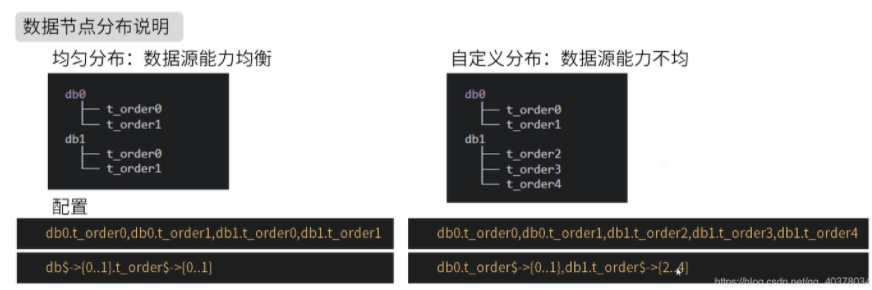 数据节点分布说明
均匀分布：数据源能力均衡
db0
t_order0
t_order1
db1
t_order0
t_order1
配置
db0.t_order0,db0.t_order1,db1.t_order0,db1.t_order1
db$->{0..1}.t_order$->{0..1}
自定义分布：数据源能力不均
db0
t_order0
t_order1
db1
t_order2
t_order3
t_order4
db0.t_order0,db0.t_order1,db1.t_order2,db1.t_order3,db1.t_order4
db0.t_order$->{0..1},db1.t_order$->{2..4}
https://blog.csdn.net/qq_40378034